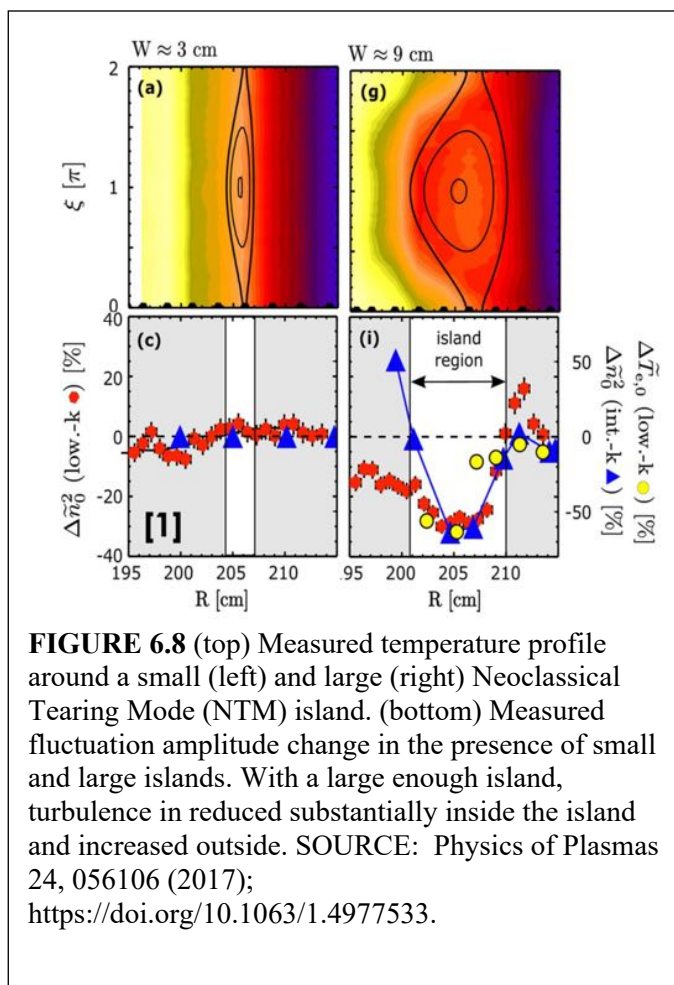 W ≈ 3 cm
W ≈ 9 cm
(a)
(g)
2
1
0
ξ [π]
(c)
(i)
island
region
40
20
0
-20
-40
50
0
-50
Δñ₀² (low.-k ) [%]
ΔT̃e,0 (low.-k ) [%]
Δñ₀² (int.-k ) [%]
[1]
195 200 205 210
.95 200 205 210
R [cm]
R [cm]
FIGURE 6.8 (top) Measured temperature profile
around a small (left) and large (right) Neoclassical
Tearing Mode (NTM) island. (bottom) Measured
fluctuation amplitude change in the presence of small
and large islands. With a large enough island,
turbulence in reduced substantially inside the island
and increased outside. SOURCE: Physics of Plasmas
24, 056106 (2017);
https://doi.org/10.1063/1.4977533.